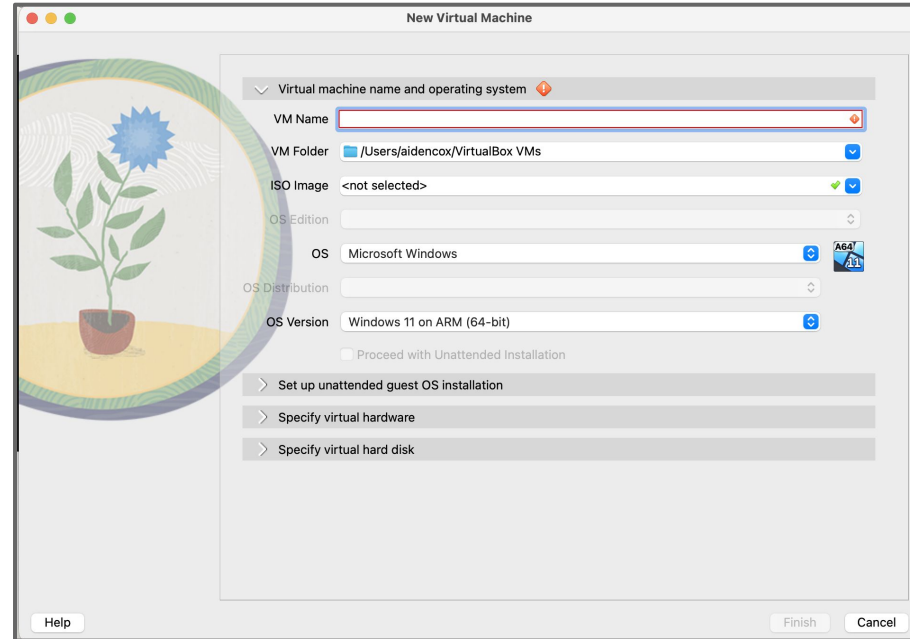 New Virtual Machine
Virtual machine name and operating system
VM Name
VM Folder /Users/aidencox/VirtualBox VMs
ISO Image <not selected>
OS Edition
OS Microsoft Windows A64 11
OS Distribution
OS Version Windows 11 on ARM (64-bit)
Proceed with Unattended Installation
Set up unattended guest OS installation
Specify virtual hardware
Specify virtual hard disk
Help Finish Cancel